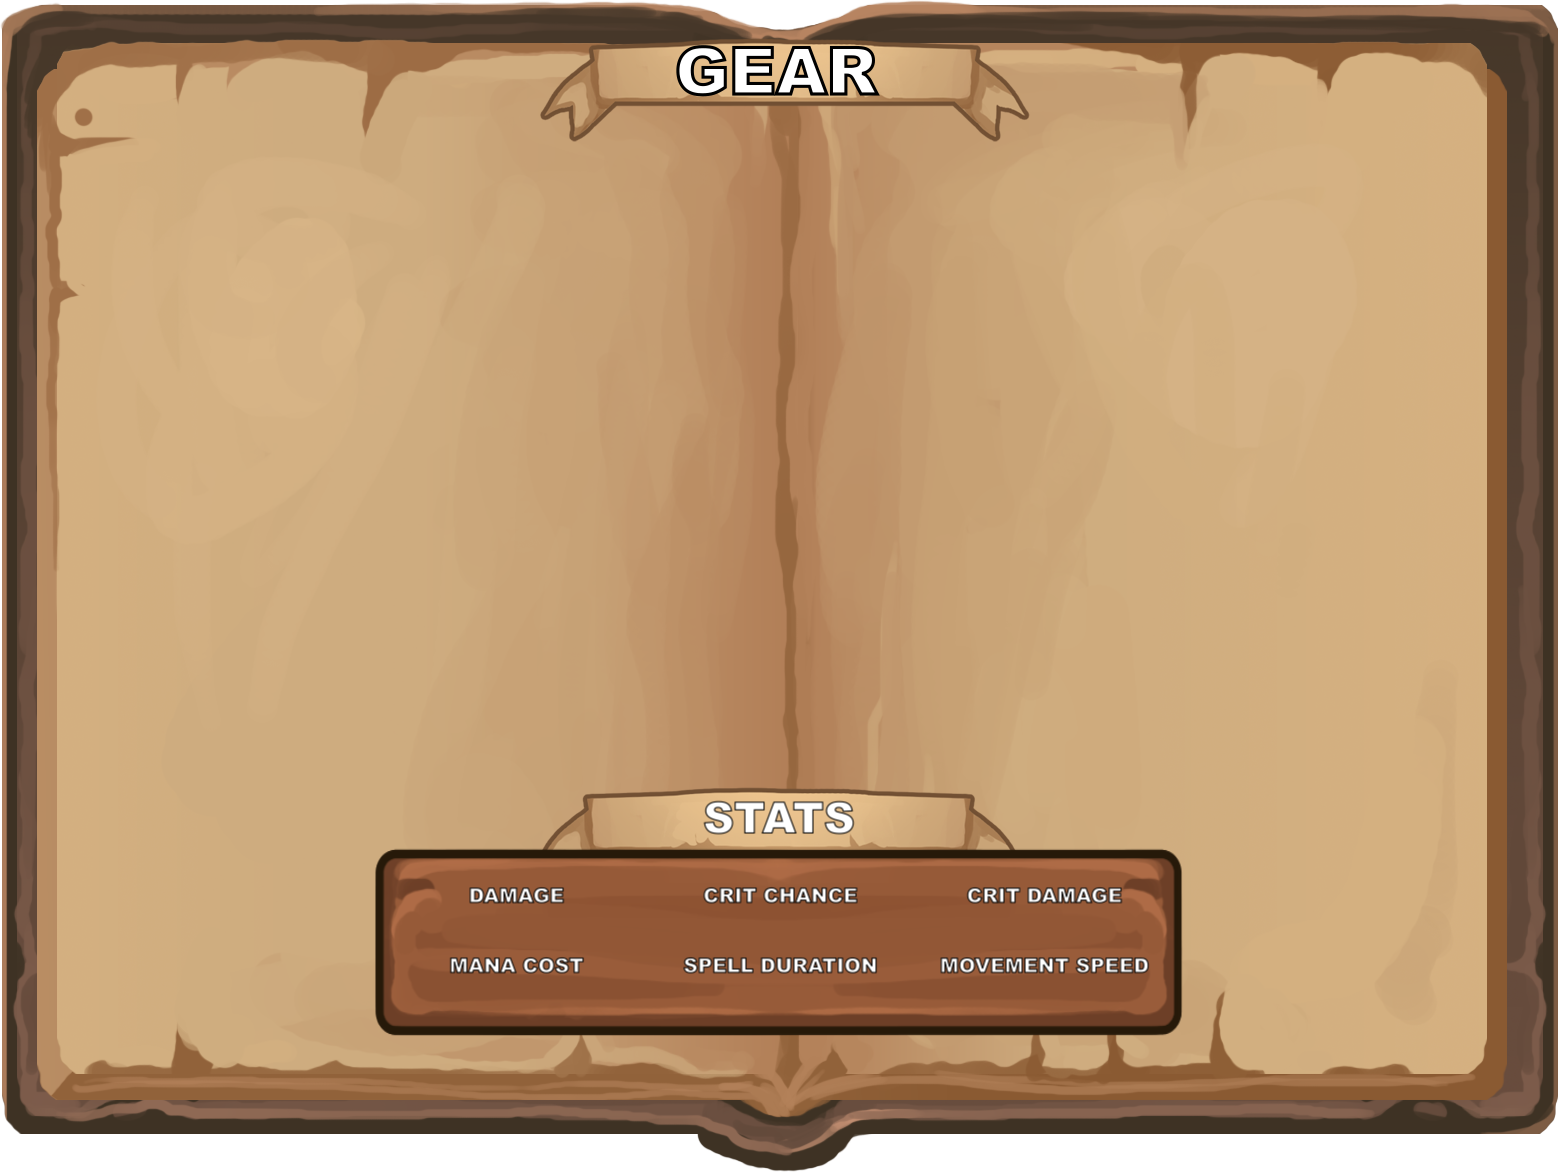 GEAR
STATS
DAMAGE CRIT CHANCE CRIT DAMAGE
MANA COST SPELL DURATION MOVEMENT SPEED